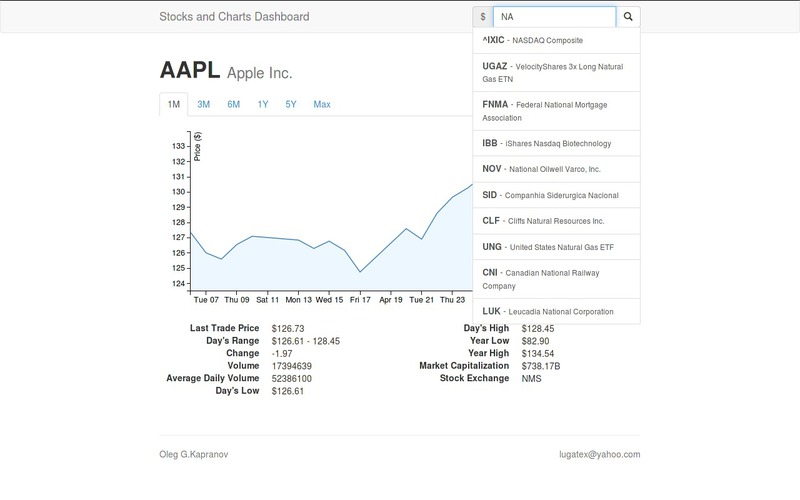 Stocks and Charts Dashboard
$ NA
^IXIC - NASDAQ Composite
UGAZ - VelocityShares 3x Long Natural
Gas ETN
FNMA - Federal National Mortgage
Association
IBB - iShares Nasdaq Biotechnology
NOV - National Oilwell Varco, Inc.
SID - Companhia Siderurgica Nacional
CLF - Cliffs Natural Resources Inc.
UNG - United States Natural Gas ETF
CNI - Canadian National Railway
Company
LUK - Leucadia National Corporation
AAPL Apple Inc.
1M 3M 6M 1Y 5Y Max
Price ($)
133
132
131
130
129
128
127
126
125
124
Tue 07 Thu 09 Sat 11 Mon 13 Wed 15 Fri 17 Apr 19 Tue 21 Thu 23
Last Trade Price $126.73
Day's Range $126.61 - 128.45
Change -1.97
Volume 17394639
Average Daily Volume 52386100
Day's Low $126.61
Day's High $128.45
Year Low $82.90
Year High $134.54
Market Capitalization $738.17B
Stock Exchange NMS
Oleg G.Kapranov lugatex@yahoo.com